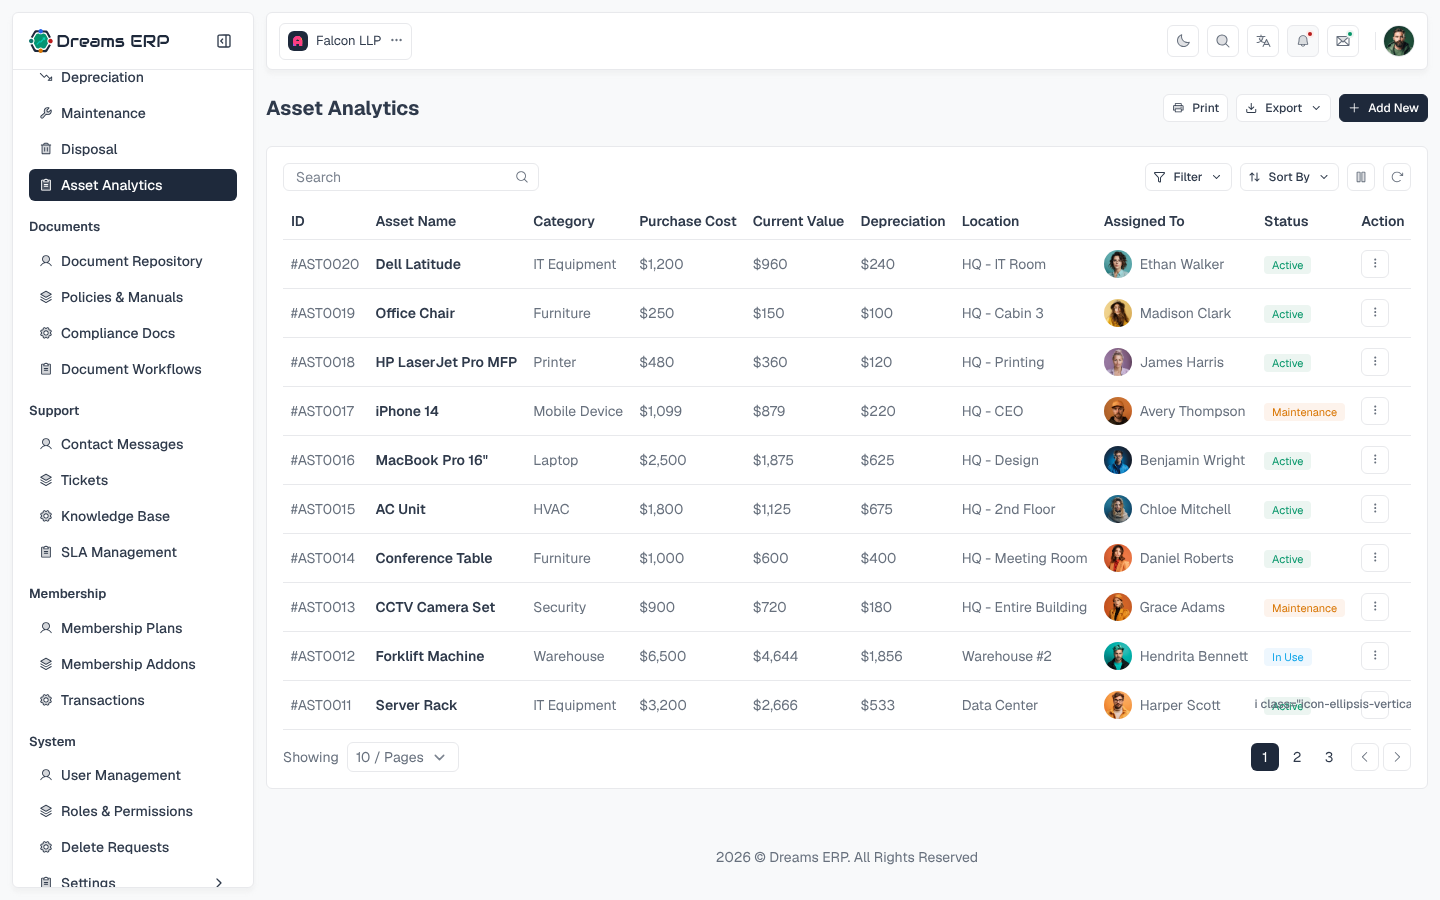 Dreams ERP
Falcon LLP
Depreciation
Maintenance
Disposal
Asset Analytics
Documents
Document Repository
Policies & Manuals
Compliance Docs
Document Workflows
Support
Contact Messages
Tickets
Knowledge Base
SLA Management
Membership
Membership Plans
Membership Addons
Transactions
System
User Management
Roles & Permissions
Delete Requests
Settings
Asset Analytics
Print Export Add New
Search Filter Sort By
ID Asset Name Category Purchase Cost Current Value Depreciation Location Assigned To Status Action
#AST0020 Dell Latitude IT Equipment $1,200 $960 $240 HQ - IT Room Ethan Walker Active
#AST0019 Office Chair Furniture $250 $150 $100 HQ - Cabin 3 Madison Clark Active
#AST0018 HP LaserJet Pro MFP Printer $480 $360 $120 HQ - Printing James Harris Active
#AST0017 iPhone 14 Mobile Device $1,099 $879 $220 HQ - CEO Avery Thompson Maintenance
#AST0016 MacBook Pro 16" Laptop $2,500 $1,875 $625 HQ - Design Benjamin Wright Active
#AST0015 AC Unit HVAC $1,800 $1,125 $675 HQ - 2nd Floor Chloe Mitchell Active
#AST0014 Conference Table Furniture $1,000 $600 $400 HQ - Meeting Room Daniel Roberts Active
#AST0013 CCTV Camera Set Security $900 $720 $180 HQ - Entire Building Grace Adams Maintenance
#AST0012 Forklift Machine Warehouse $6,500 $4,644 $1,856 Warehouse #2 Hendrita Bennett In Use
#AST0011 Server Rack IT Equipment $3,200 $2,666 $533 Data Center Harper Scott Active i class="icon-ellipsis-vertica
Showing 10 / Pages 1 2 3
2026 © Dreams ERP. All Rights Reserved